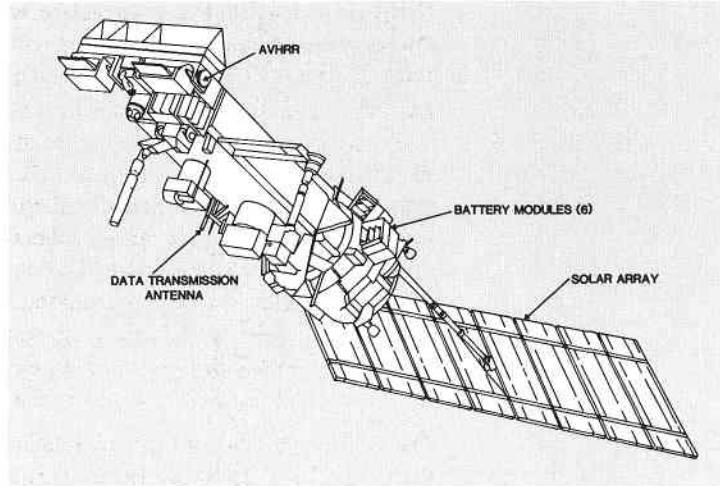 AVHRR
BATTERY MODULES (6)
SOLAR ARRAY
DATA TRANSMISSION
ANTENNA